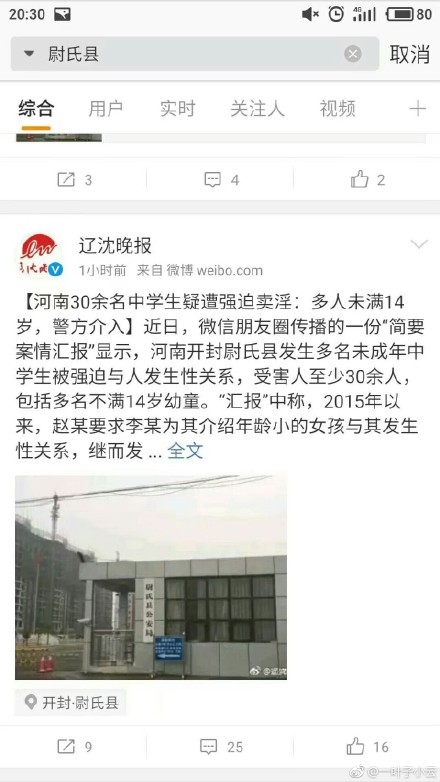 20:30
80
尉氏县
取消
综合 用户 实时 关注人 视频
3 4 2
辽沈晚报
1小时前 来自 微博 weibo.com
【河南30余名中学生疑遭强迫卖淫：多人未满14
岁，警方介入】近日，微信朋友圈传播的一份“简要
案情汇报”显示，河南开封尉氏县发生多名未成年中
学生被强迫与人发生性关系，受害人至少30余人，
包括多名不满14岁幼童。“汇报”中称，2015年以
来，赵某要求李某为其介绍年龄小的女孩与其发生
性关系，继而发 ... 全文
尉氏县公安局
开封·尉氏县
9 25 16
@一叶子小云